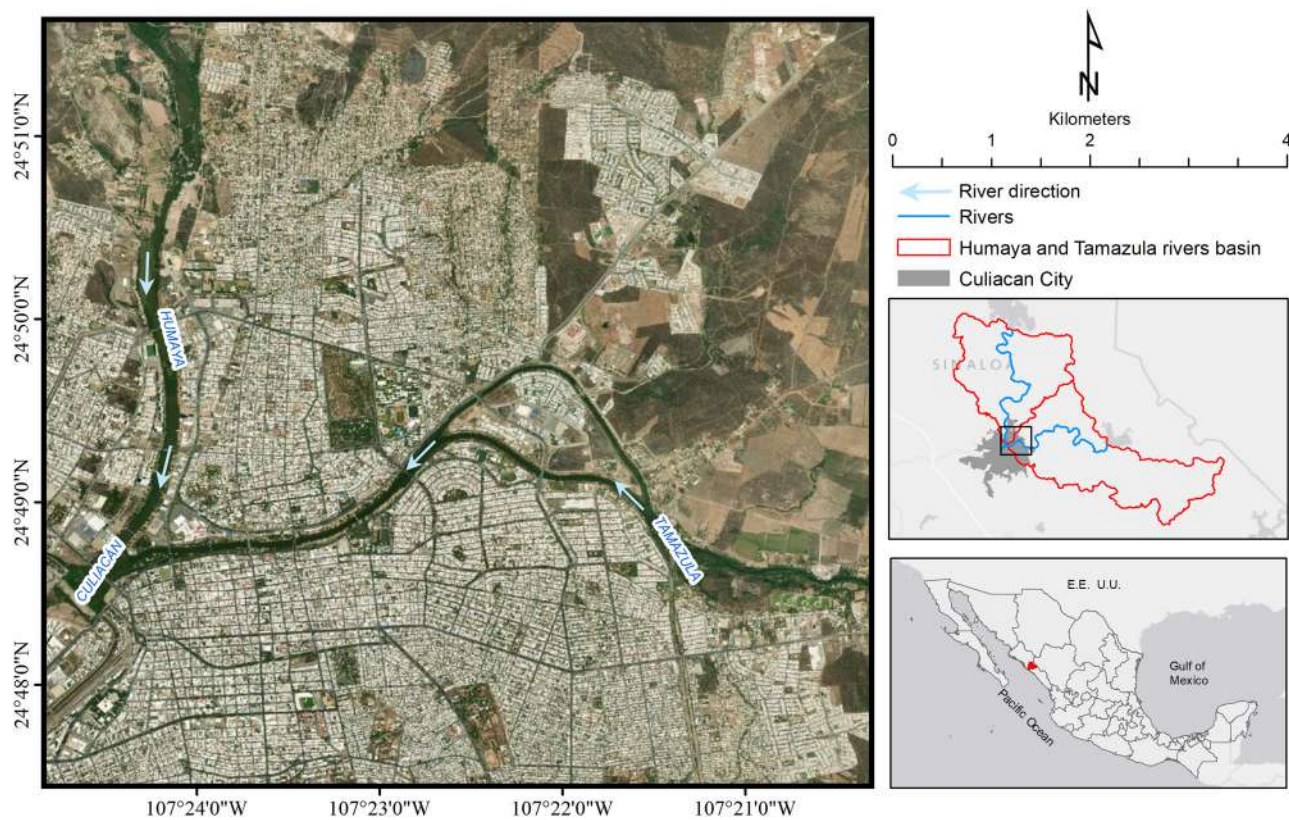 24°51'0"N
24°50'0"N
24°49'0"N
24°48'0"N
107°24'0"W
107°23'0"W
107°22'0"W
107°21'0"W
HUMAYA
CULIACÁN
TAMAZULA
N
Kilometers
0 1 2 4
River direction
Rivers
Humaya and Tamazula rivers basin
Culiacan City
SINALOA
E.E. U.U.
Gulf of
Mexico
Pacific Ocean